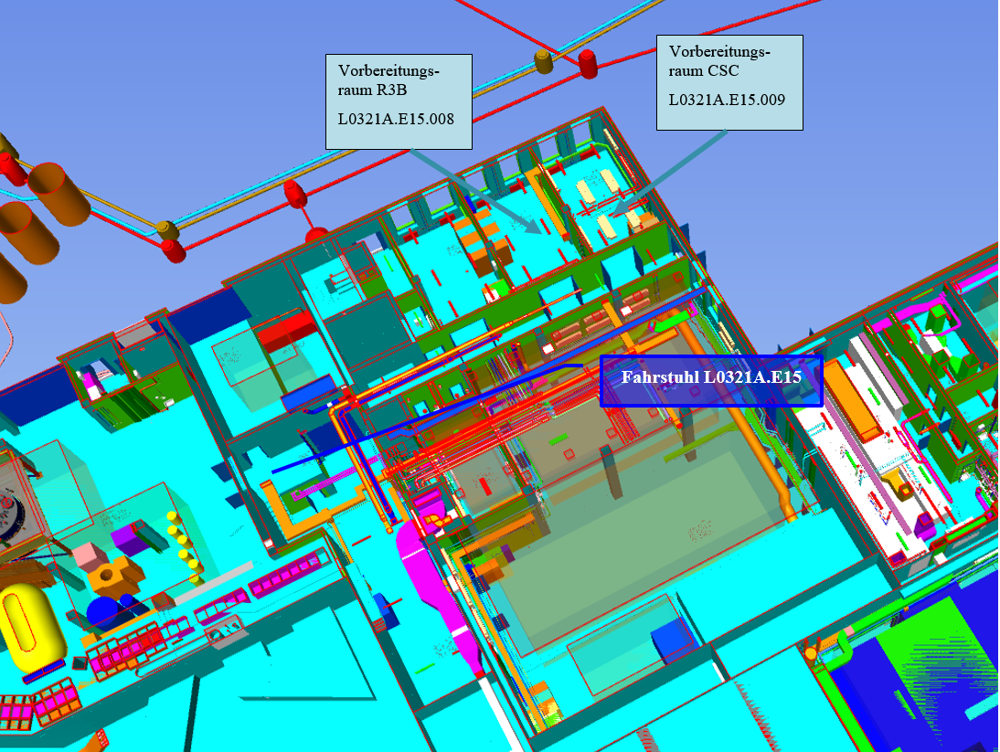 Vorbereitungs-
raum R3B
L0321A.E15.008
Vorbereitungs-
raum CSC
L0321A.E15.009
Fahrstuhl L0321A.E15